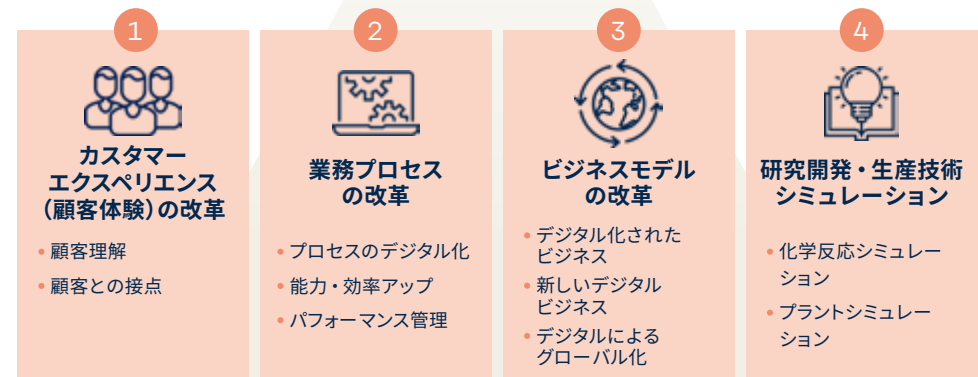 1
カスタマー
エクスペリエンス
（顧客体験）の改革
• 顧客理解
• 顧客との接点
2
業務プロセス
の改革
• プロセスのデジタル化
• 能力・効率アップ
• パフォーマンス管理
3
ビジネスモデル
の改革
• デジタル化された
ビジネス
• 新しいデジタル
ビジネス
• デジタルによる
グローバル化
4
研究開発・生産技術
シミュレーション
• 化学反応シミュレー
ション
• プラントシミュレー
ション